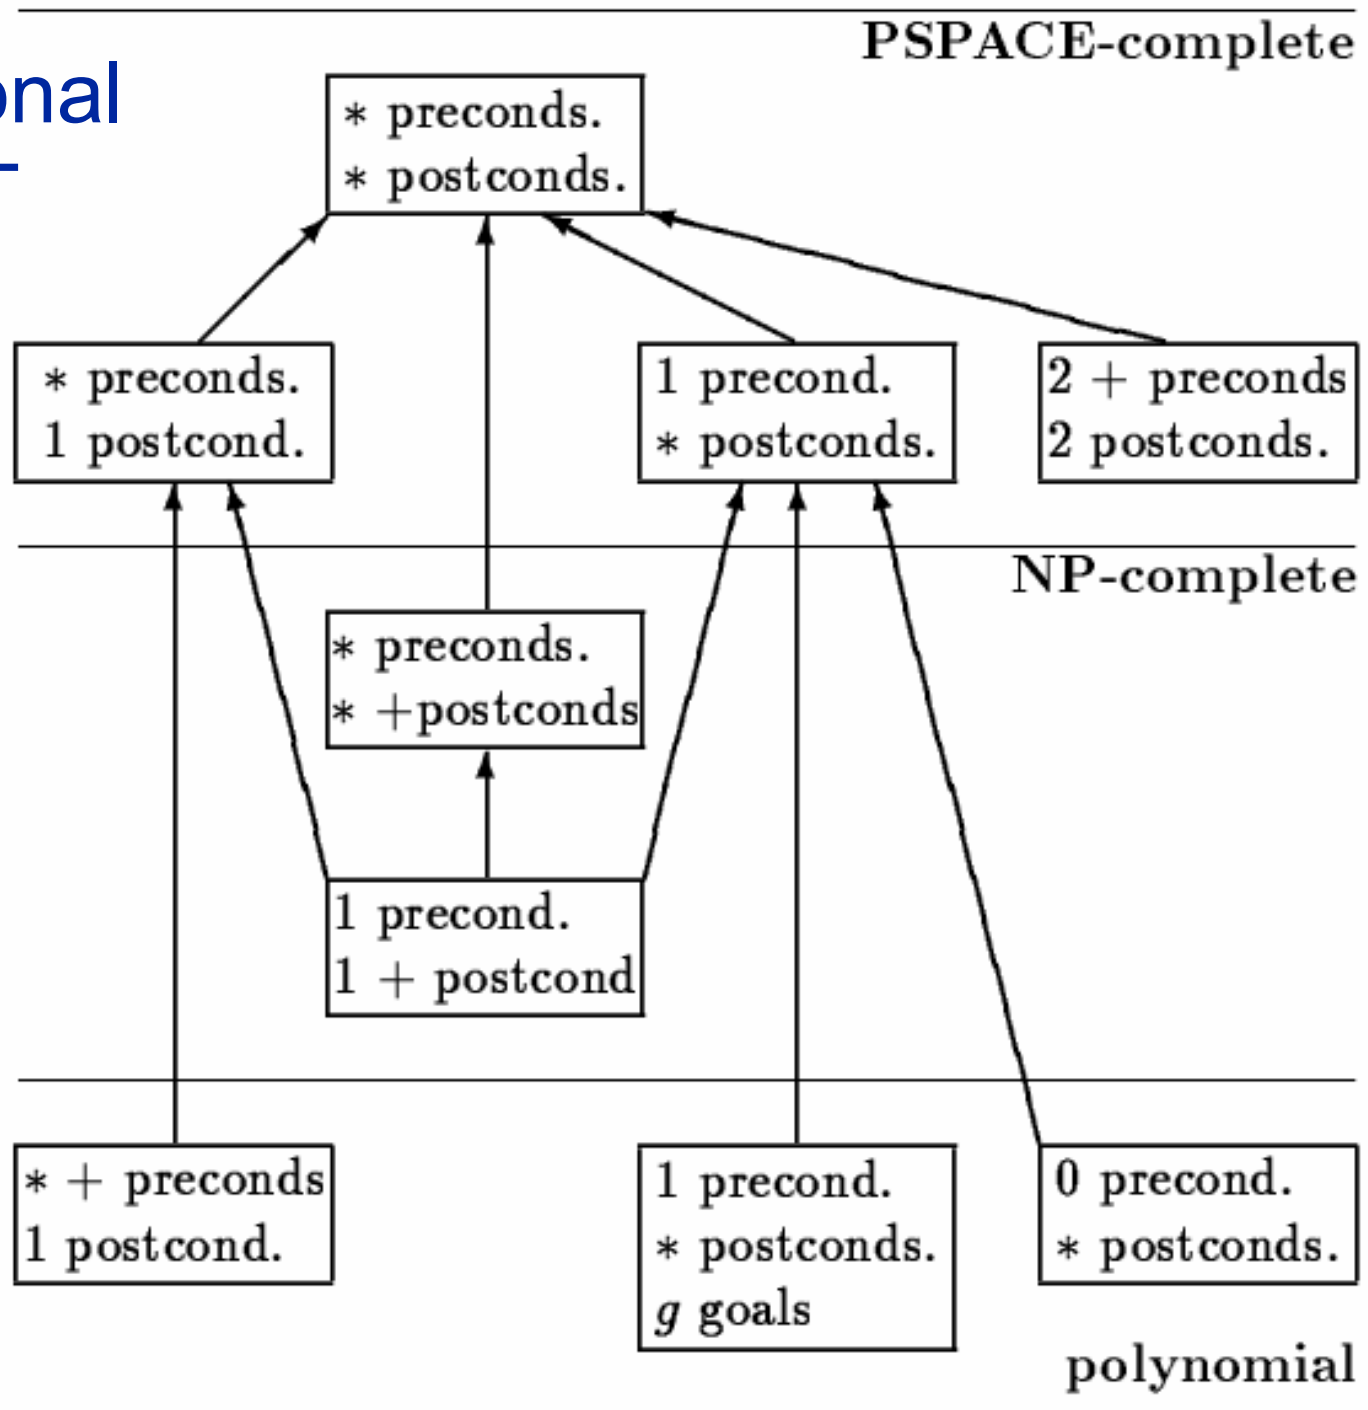 PSPACE-complete
onal
* preconds.
* postconds.
* preconds.
1 postcond.
1 precond.
* postconds.
2 + preconds
2 postconds.
NP-complete
* preconds.
* +postconds
1 precond.
1 + postcond
* + preconds
1 postcond.
1 precond.
* postconds.
g goals
0 precond.
* postconds.
polynomial